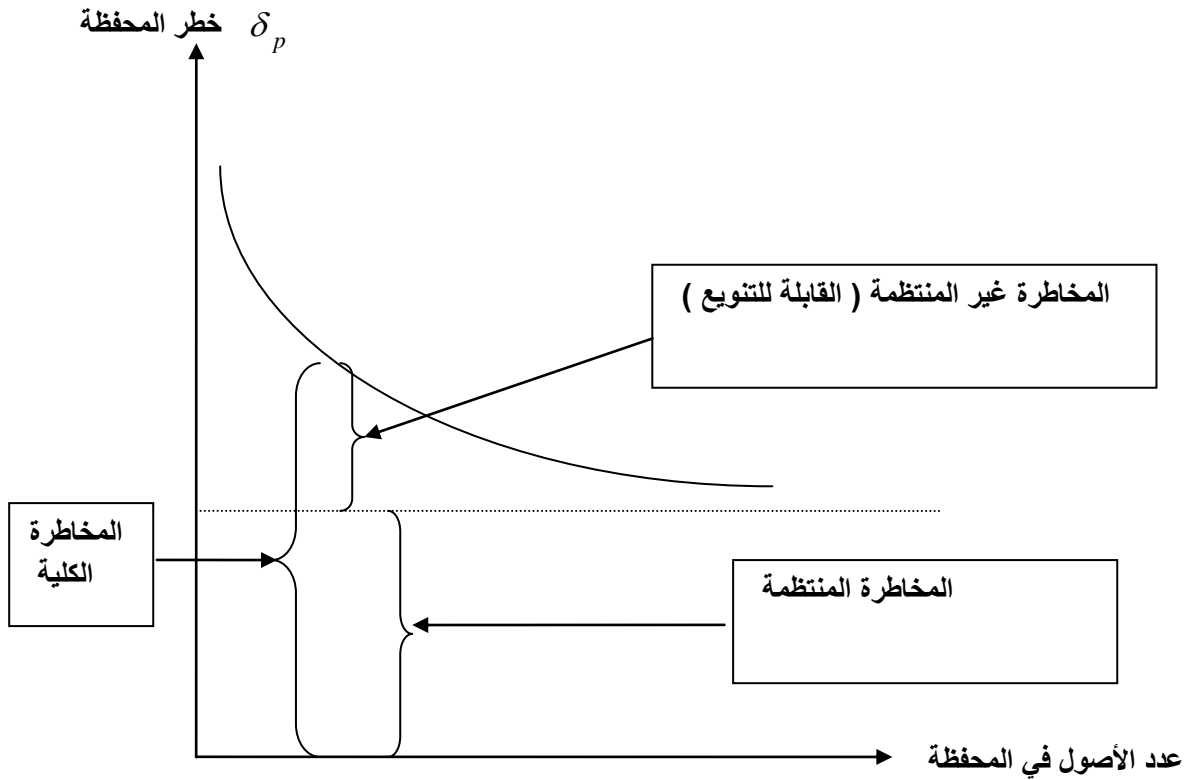 خطر المحفظة δp
المخاطرة غير المنتظمة ( القابلة للتنويع )
المخاطرة
الكلية
المخاطرة المنتظمة
عدد الأصول في المحفظة